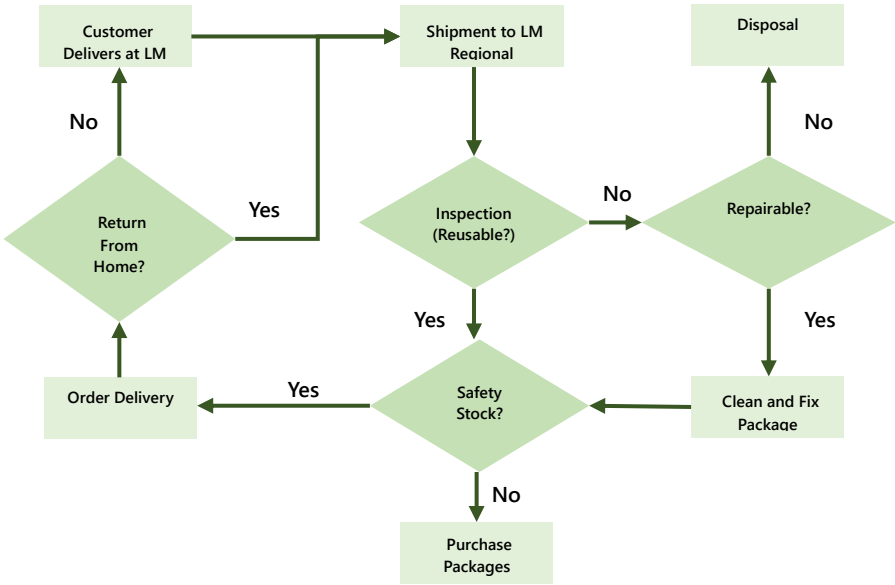 Customer
Delivers at LM
Shipment to LM
Regional
Disposal
No
No
Return
From
Home?
Yes
Inspection
(Reusable?)
No
Repairable?
Yes
Yes
Order Delivery
Yes
Safety
Stock?
Clean and Fix
Package
No
Purchase
Packages